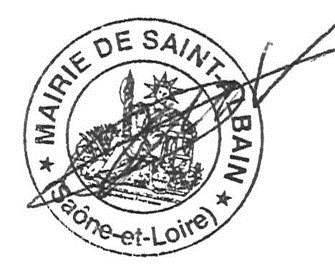 MAIRIE DE SAINT-ALBAIN
(Saône-et-Loire)